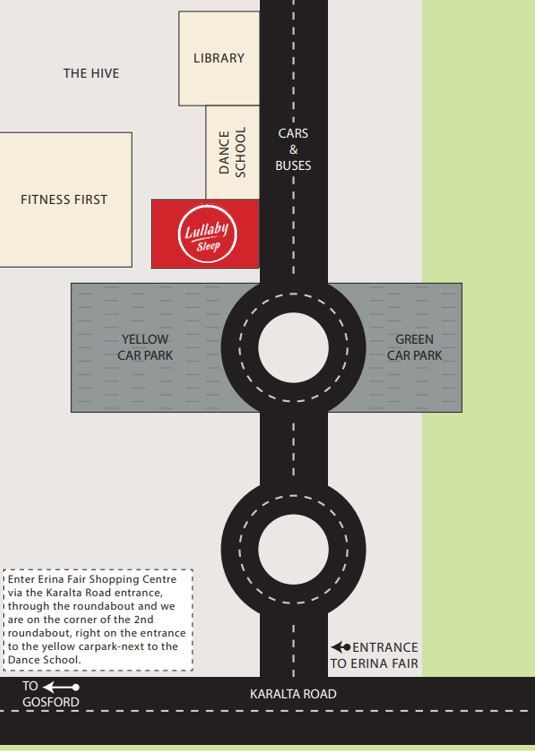 LIBRARY
THE HIVE
DANCE
SCHOOL
CARS
&
BUSES
FITNESS FIRST
Lullaby
Sleep
YELLOW
CAR PARK
GREEN
CAR PARK
Enter Erina Fair Shopping Centre
via the Karalta Road entrance,
through the roundabout and we
are on the corner of the 2nd
roundabout, right on the entrance
to the yellow carpark-next to the
Dance School.
ENTRANCE
TO ERINA FAIR
TO
GOSFORD
KARALTA ROAD